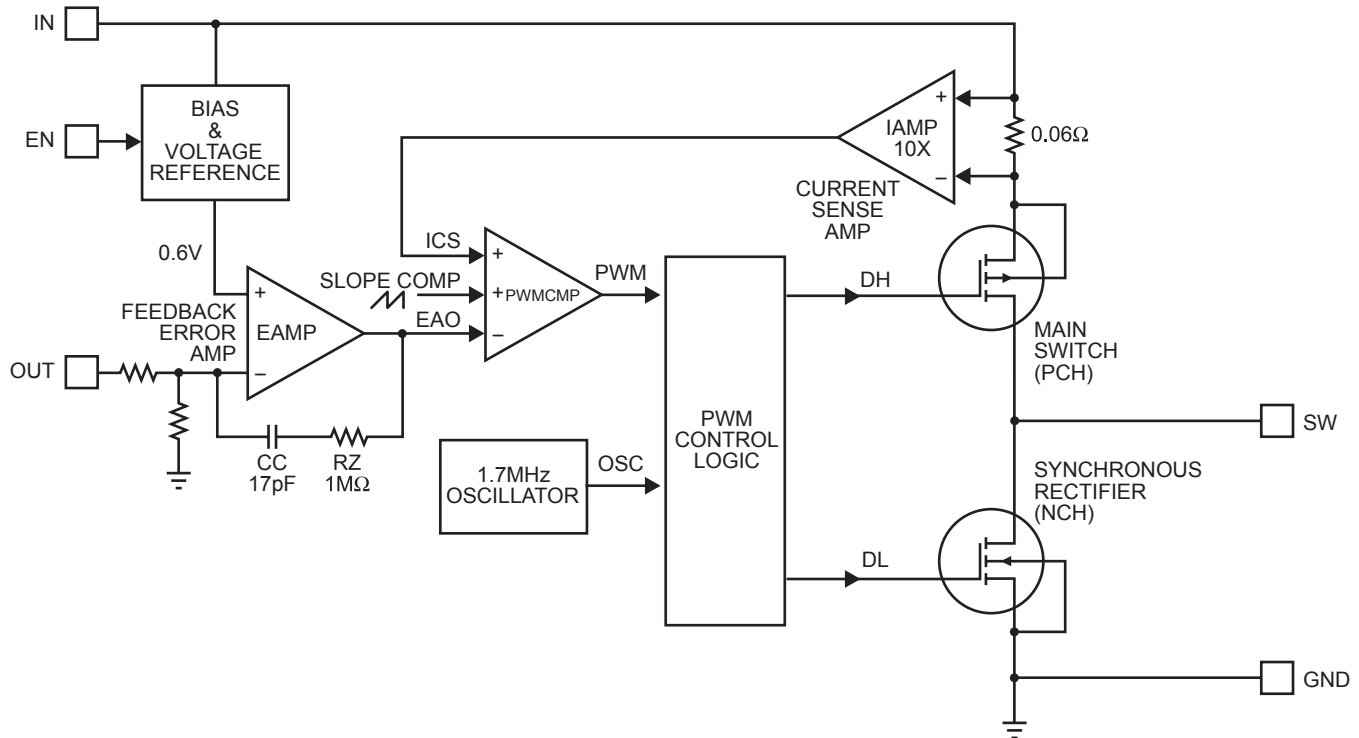 IN
BIAS
&
VOLTAGE
REFERENCE
EN
+
IAMP
10X
–
0.06Ω
CURRENT
SENSE
AMP
0.6V
ICS
SLOPE COMP
EAO
+
+PWMCMP
–
PWM
DH
FEEDBACK
ERROR
AMP
+
EAMP
–
OUT
MAIN
SWITCH
(PCH)
CC
17pF
RZ
1MΩ
1.7MHz
OSCILLATOR
OSC
PWM
CONTROL
LOGIC
SW
SYNCHRONOUS
RECTIFIER
(NCH)
DL
GND